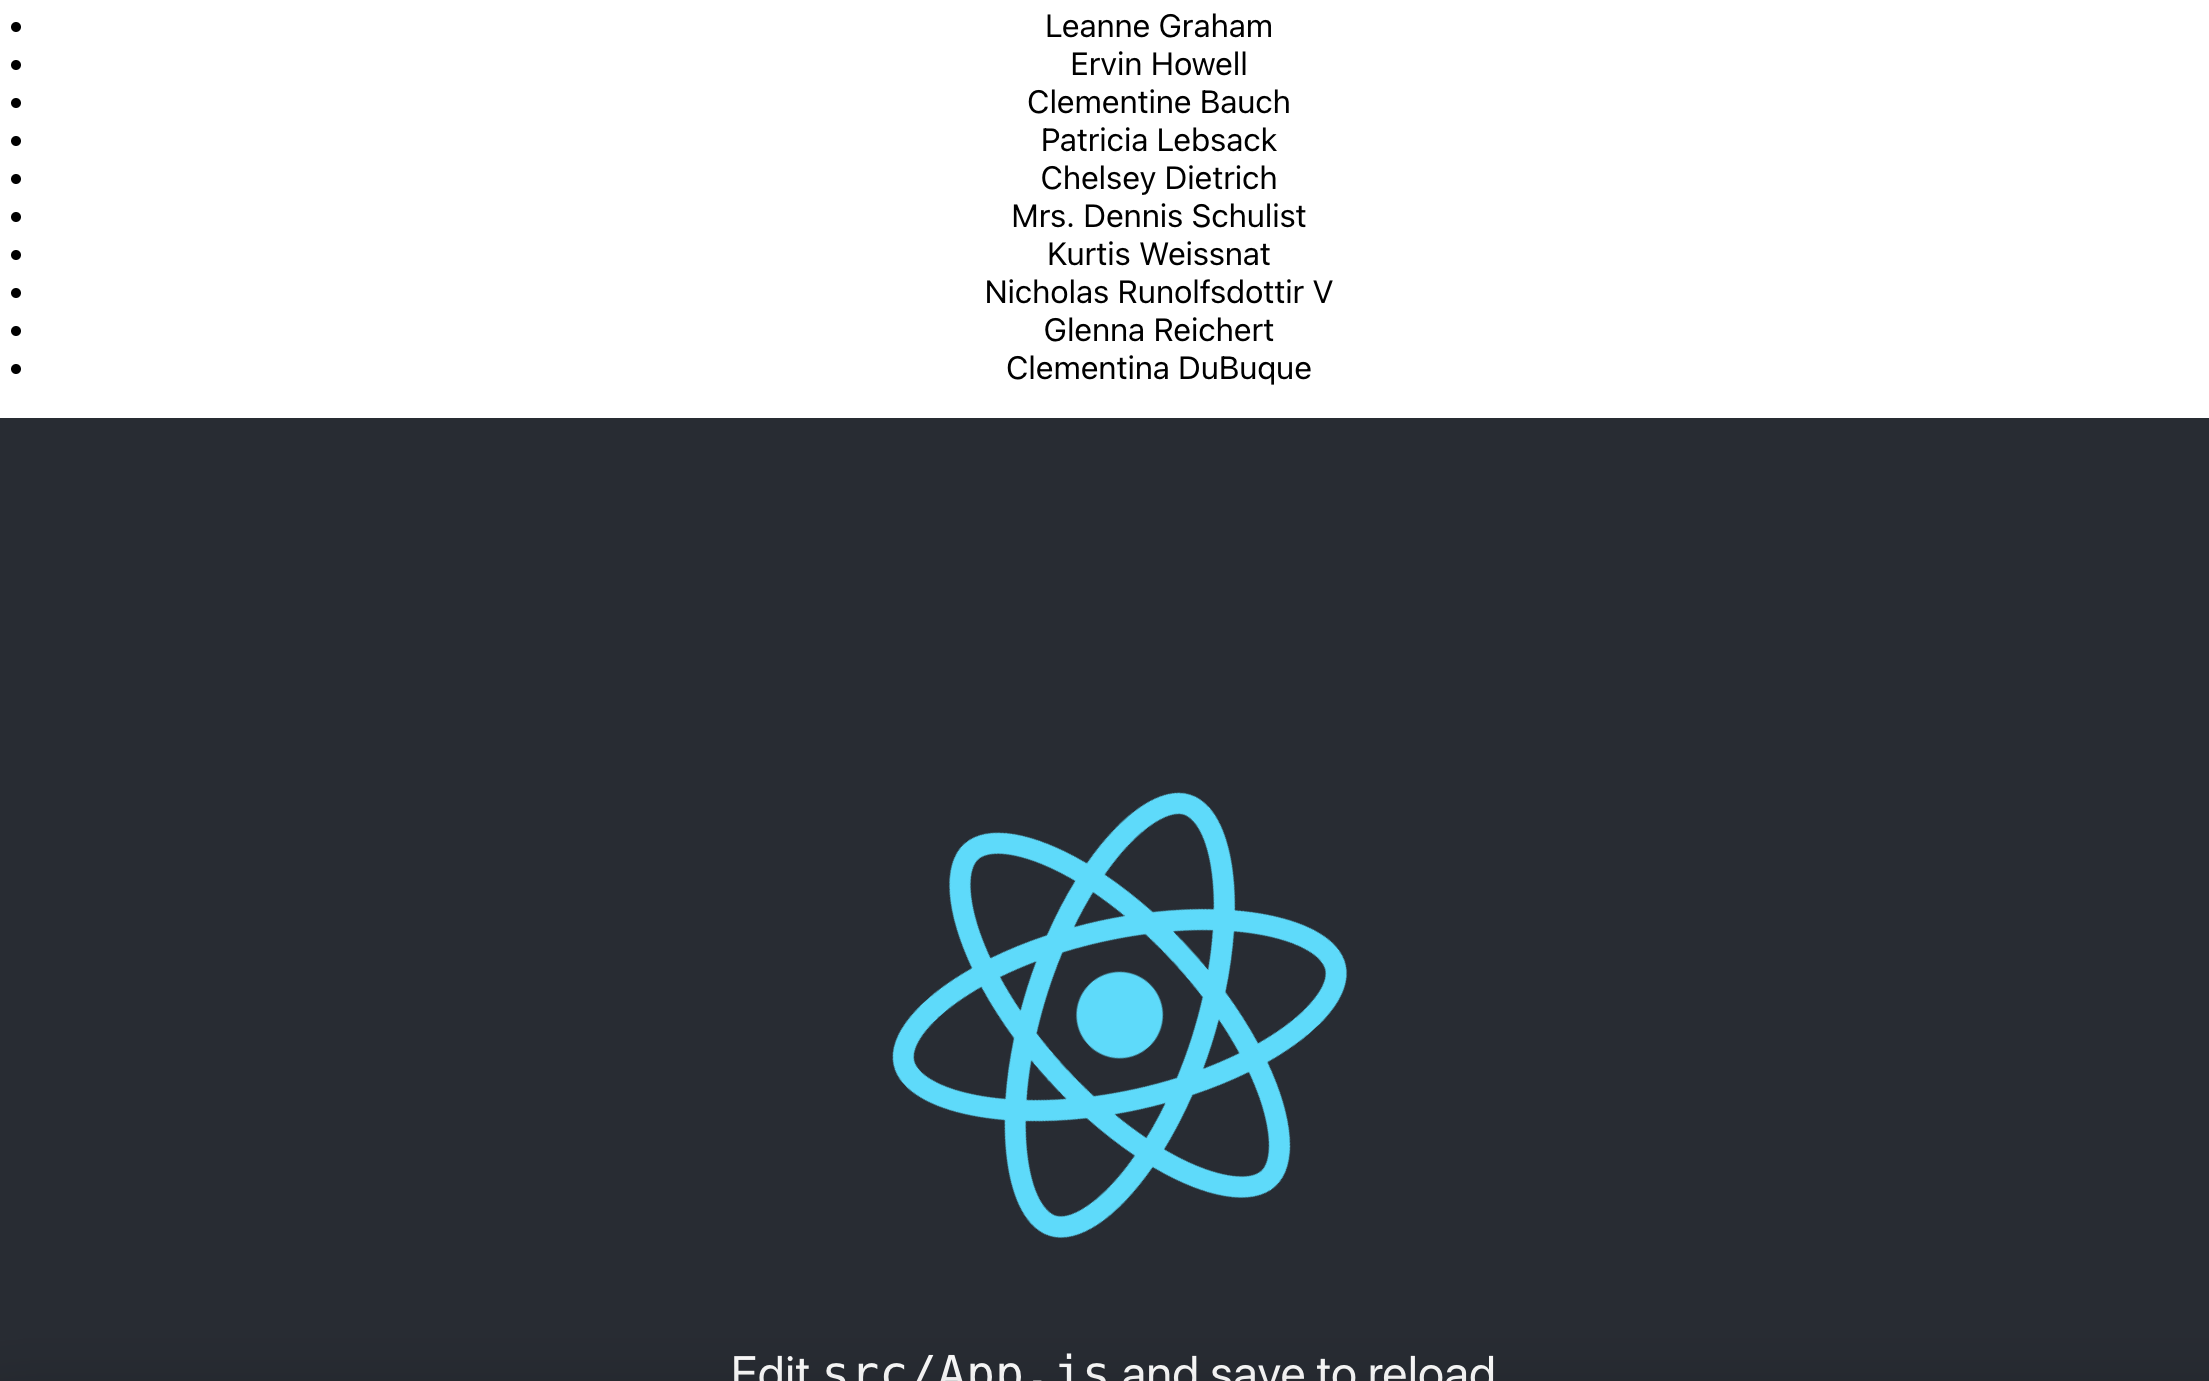 Leanne Graham
Ervin Howell
Clementine Bauch
Patricia Lebsack
Chelsey Dietrich
Mrs. Dennis Schulist
Kurtis Weissnat
Nicholas Runolfsdottir V
Glenna Reichert
Clementina DuBuque
Edit src/App.js and save to reload